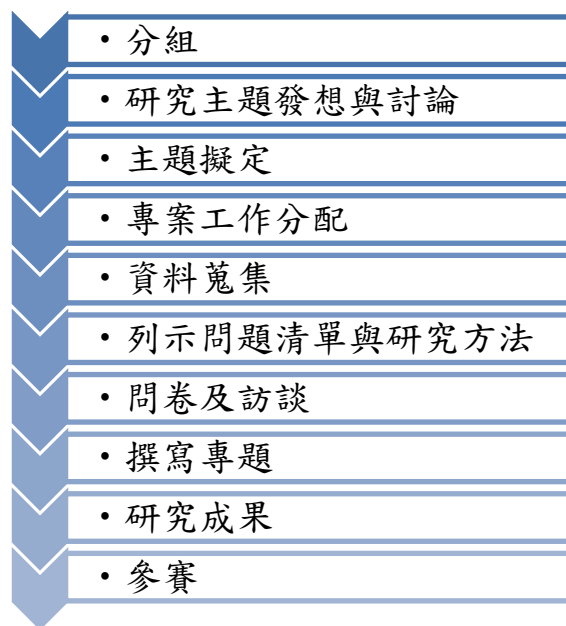 • 分組
• 研究主題發想與討論
• 主題擬定
• 專案工作分配
• 資料蒐集
• 列示問題清單與研究方法
• 問卷及訪談
• 撰寫專題
• 研究成果
• 參賽